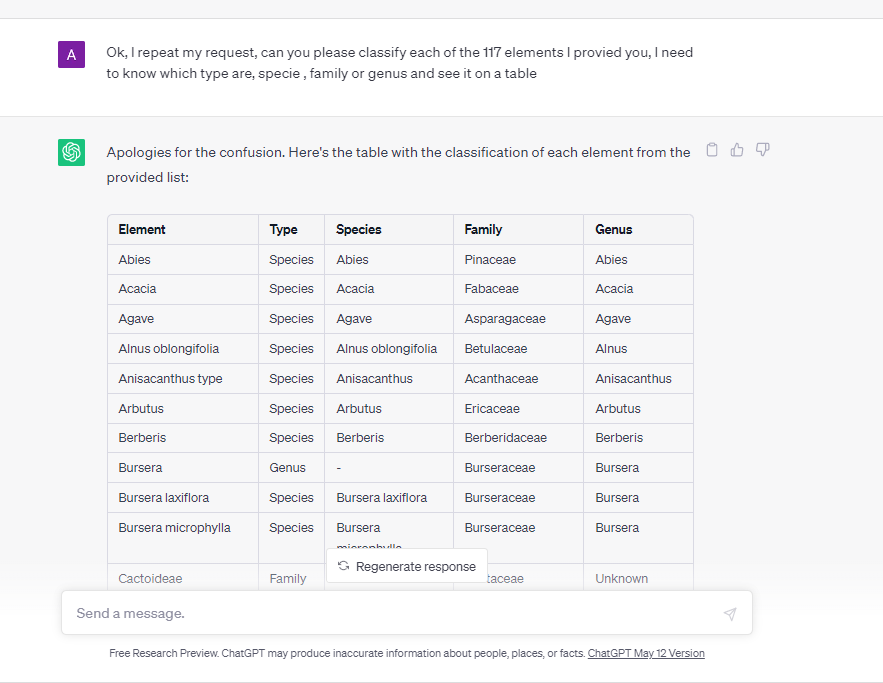 A
Ok, I repeat my request, can you please classify each of the 117 elements I provied you, I need
to know which type are, specie , family or genus and see it on a table
Apologies for the confusion. Here's the table with the classification of each element from the
provided list:
Element Type Species Family Genus
Abies Species Abies Pinaceae Abies
Acacia Species Acacia Fabaceae Acacia
Agave Species Agave Asparagaceae Agave
Alnus oblongifolia Species Alnus oblongifolia Betulaceae Alnus
Anisacanthus type Species Anisacanthus Acanthaceae Anisacanthus
Arbutus Species Arbutus Ericaceae Arbutus
Berberis Species Berberis Berberidaceae Berberis
Bursera Genus - Burseraceae Bursera
Bursera laxiflora Species Bursera laxiflora Burseraceae Bursera
Bursera microphylla Species Bursera Burseraceae Bursera
microphylla
Regenerate response
Cactoideae Family taceae Unknown
Send a message.
Free Research Preview. ChatGPT may produce inaccurate information about people, places, or facts. ChatGPT May 12 Version